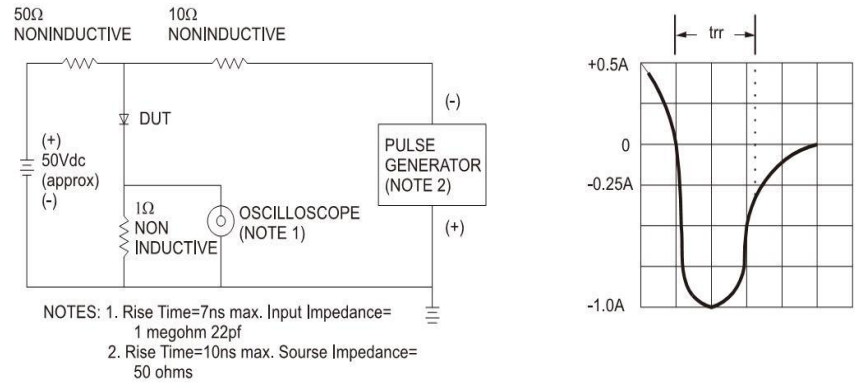 50Ω
NONINDUCTIVE
10Ω
NONINDUCTIVE
DUT
(+)
50Vdc
(approx)
(-)
1Ω
NON
INDUCTIVE
OSCILLOSCOPE
(NOTE 1)
(-)
PULSE
GENERATOR
(NOTE 2)
(+)
NOTES: 1. Rise Time=7ns max. Input Impedance=
1 megohm 22pf
2. Rise Time=10ns max. Sourse Impedance=
50 ohms
trr
+0.5A
0
-0.25A
-1.0A